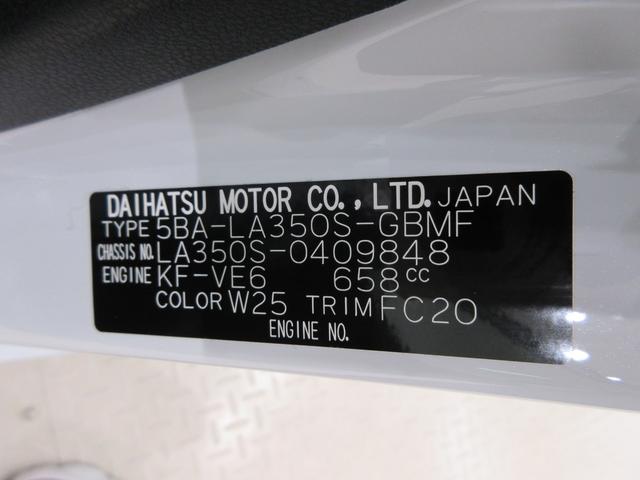 DAIHATSU MOTOR CO., LTD. JAPAN
TYPE 5BA-LA350S-GBMF
CHASSIS NO. LA350S-0409848
ENGINE KF-VE6 658cc
COLOR W25 TRIM FC20
ENGINE NO.